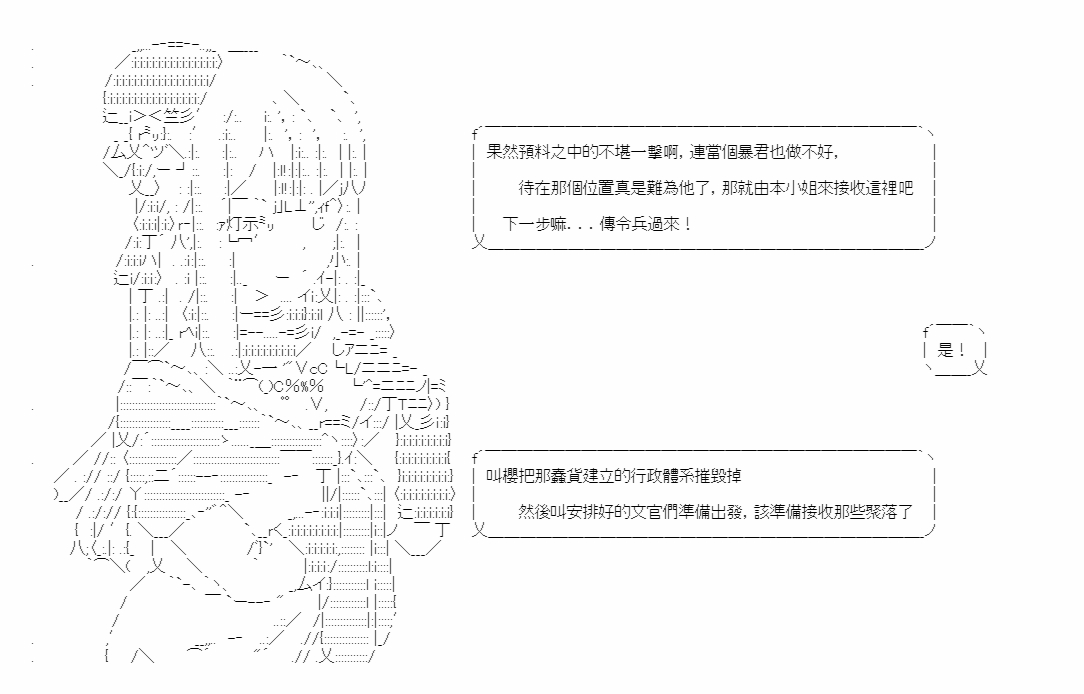 果然預料之中的不堪一擊啊, 連當個暴君也做不好,
待在那個位置真是難為他了, 那就由本小姐來接收這裡吧
下一步嘛...傳令兵過來!
是!
叫櫻把那蠢貨建立的行政體系摧毀掉
然後叫安排好的文官們準備出發, 該準備接收那些聚落了